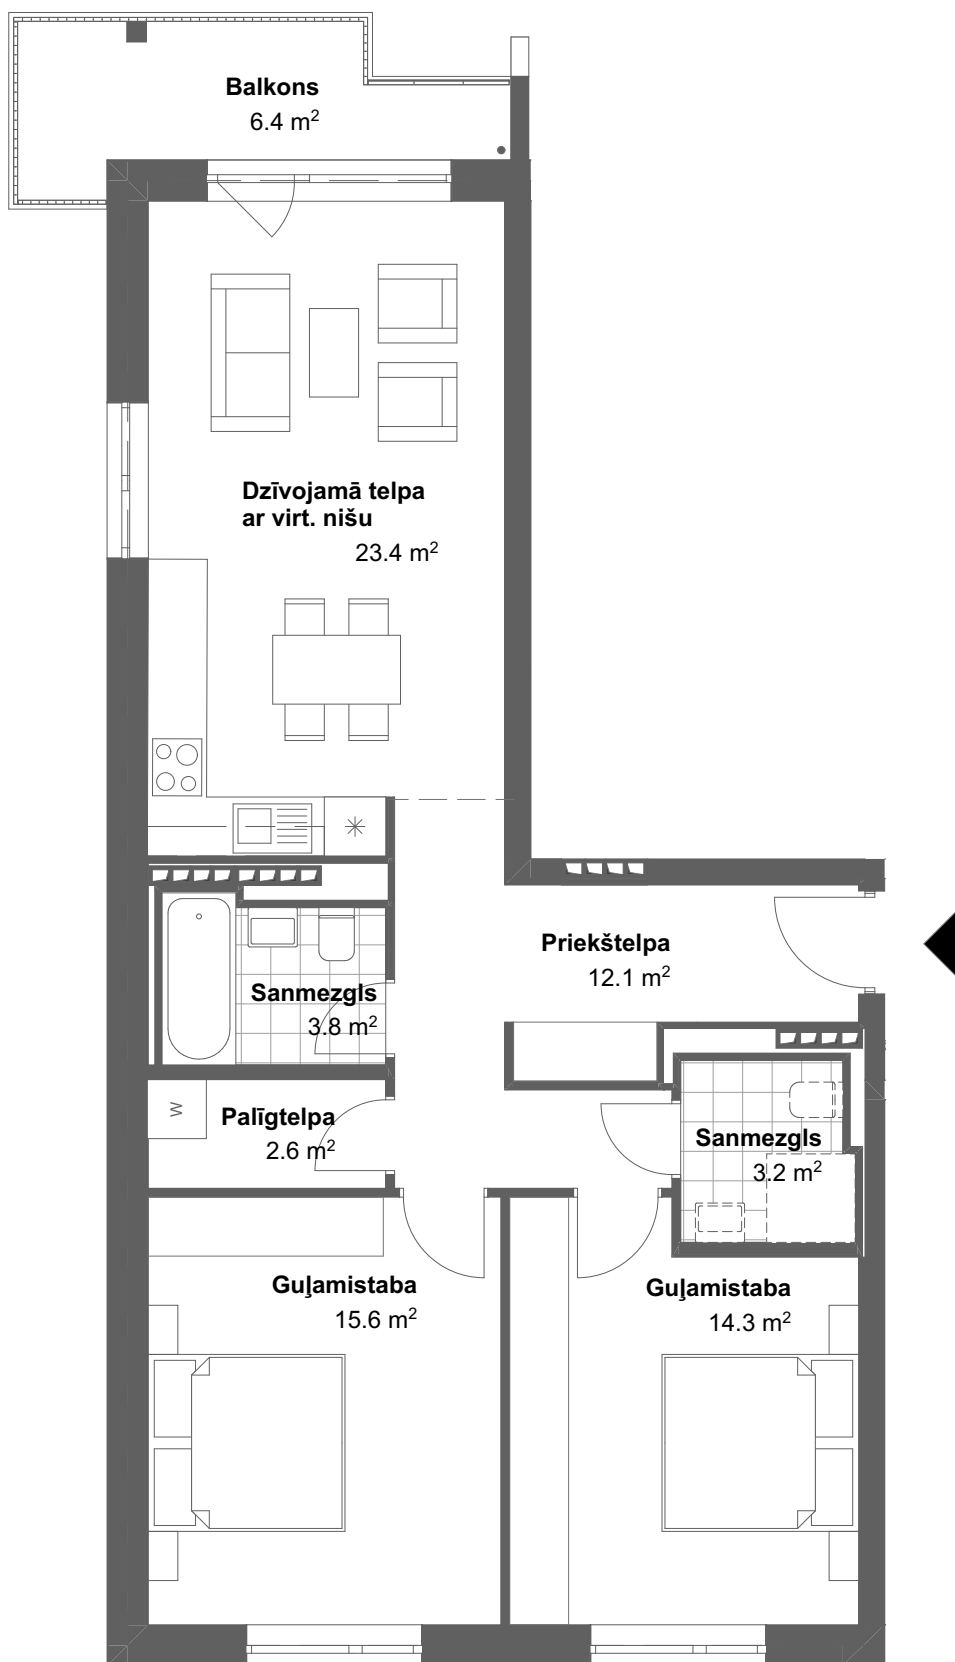 Balkons
6.4 m²
Dzīvojamā telpa
ar virt. nišu
23.4 m²
Priekštelpa
12.1 m²
Sanmezgls
3.8 m²
W
Palīgtelpa
2.6 m²
Sanmezgls
3.2 m²
Guļamistaba
15.6 m²
Guļamistaba
14.3 m²